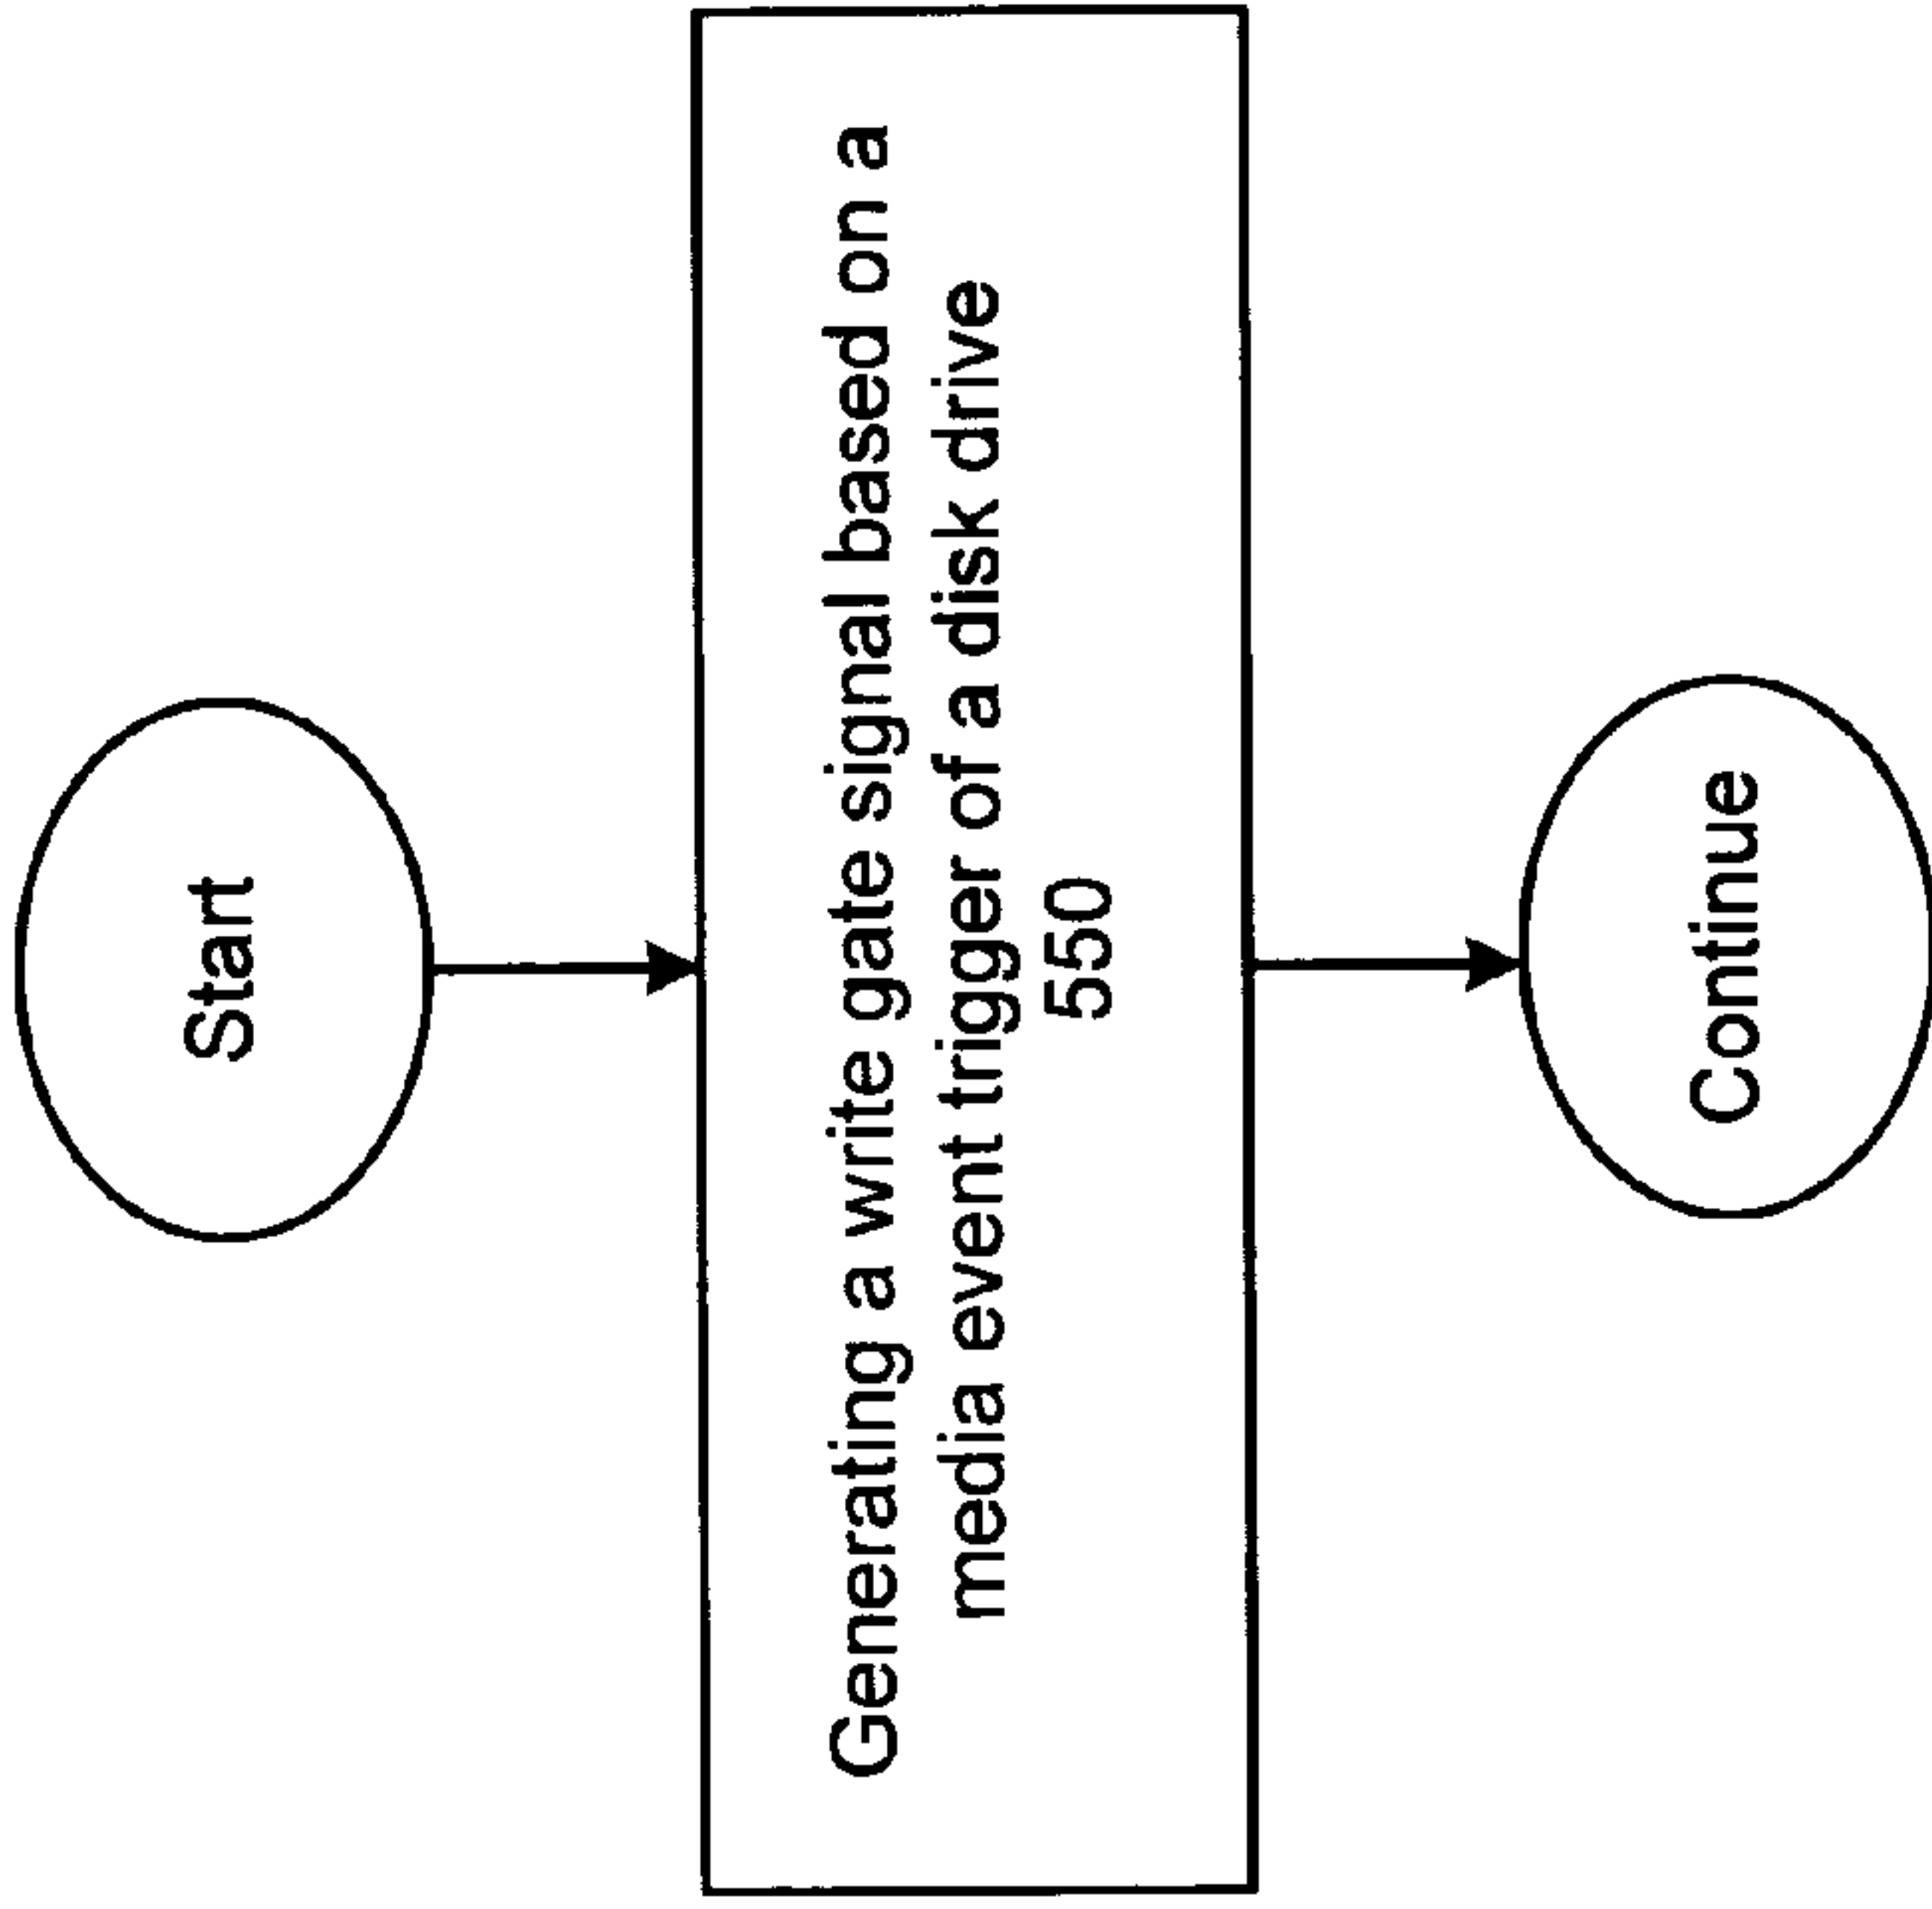 Start
Generating a write gate signal based on a
media event trigger of a disk drive
550
Continue